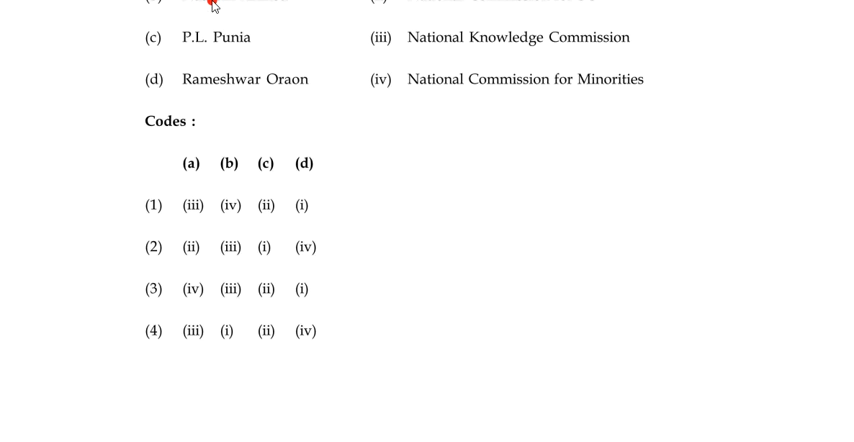 (c) P.L. Punia (iii) National Knowledge Commission
(d) Rameshwar Oraon (iv) National Commission for Minorities
Codes :
(a) (b) (c) (d)
(1) (iii) (iv) (ii) (i)
(2) (ii) (iii) (i) (iv)
(3) (iv) (iii) (ii) (i)
(4) (iii) (i) (ii) (iv)